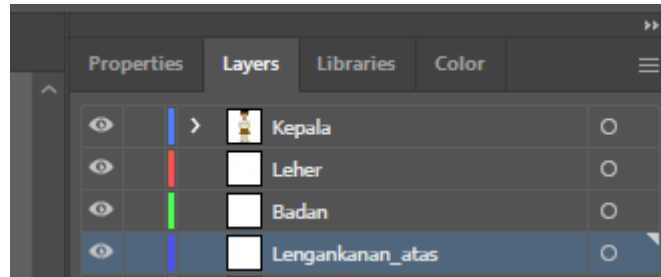 Properties Layers Libraries Color
Kepala
Leher
Badan
Lengankanan_atas